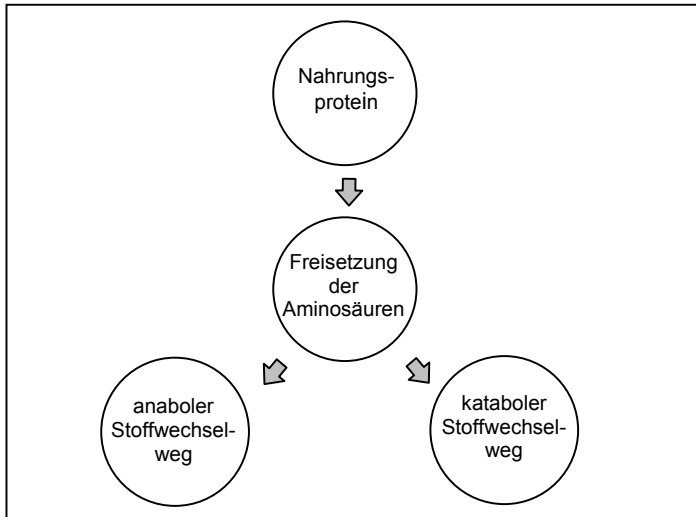 Nahrungs-
protein
Freisetzung
der
Aminosäuren
anaboler
Stoffwechsel-
weg
kataboler
Stoffwechsel-
weg